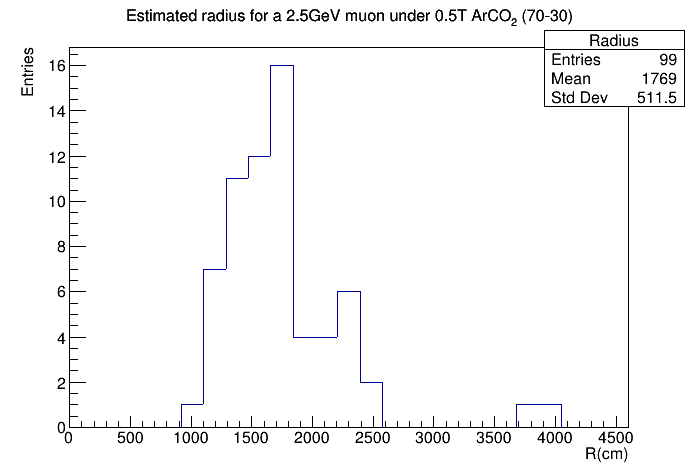 Estimated radius for a 2.5GeV muon under 0.5T ArCO₂ (70-30)
Radius
Entries 99
Mean 1769
Std Dev 511.5
Entries
16
14
12
10
8
6
4
2
0
0 500 1000 1500 2000 2500 3000 3500 4000 4500
R(cm)